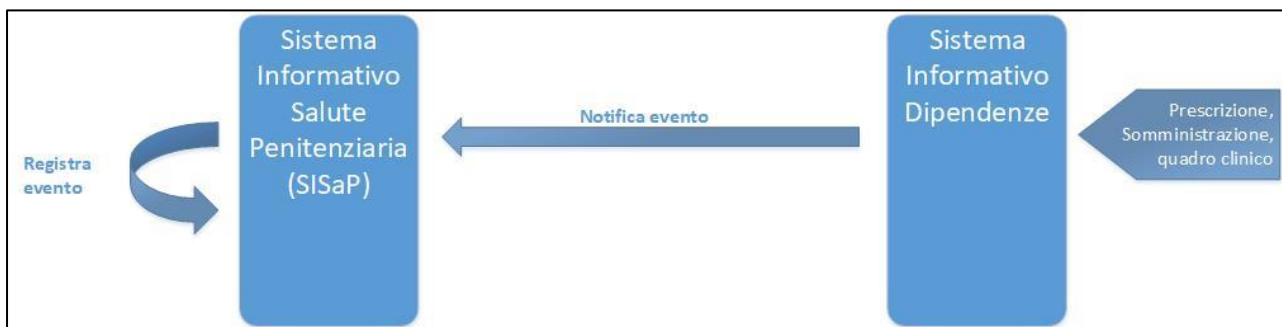 Sistema
Informativo
Salute
Penitenziaria
(SISaP)
Registra
evento
Notifica evento
Sistema
Informativo
Dipendenze
Prescrizione,
Somministrazione,
quadro clinico